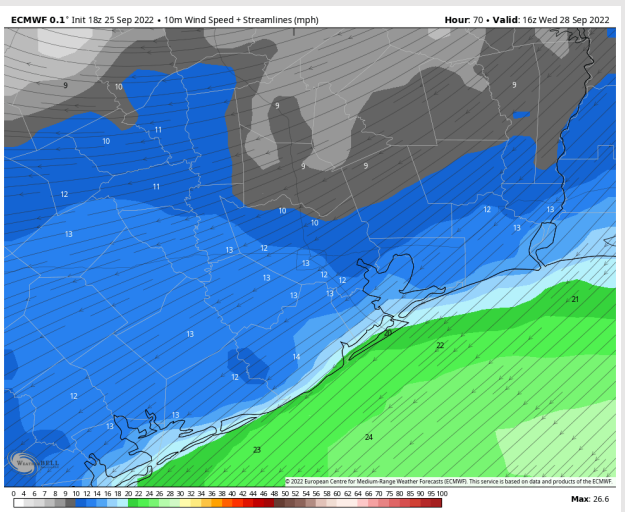 ECMWF 0.1° Init 18z 25 Sep 2022 • 10m Wind Speed + Streamlines (mph) Hour: 70 • Valid: 16z Wed 28 Sep 2022
9 10 9
9
11
10
9 9
11
12
10 12 13
10 13
13
13 12
13
13 12 12
13 13
21
13 20
22
14
12
12
13
13
24
23
WeatherBELL
© 2022 European Centre for Medium-Range Weather Forecasts (ECMWF). This service is based on data and products of the ECMWF.
0 4 5 6 7 8 9 10 12 14 16 18 20 22 24 26 28 30 32 34 36 38 40 42 44 46 48 50 52 54 56 58 60 62 64 66 70 75 80 85 90 95 100
Max: 26.6